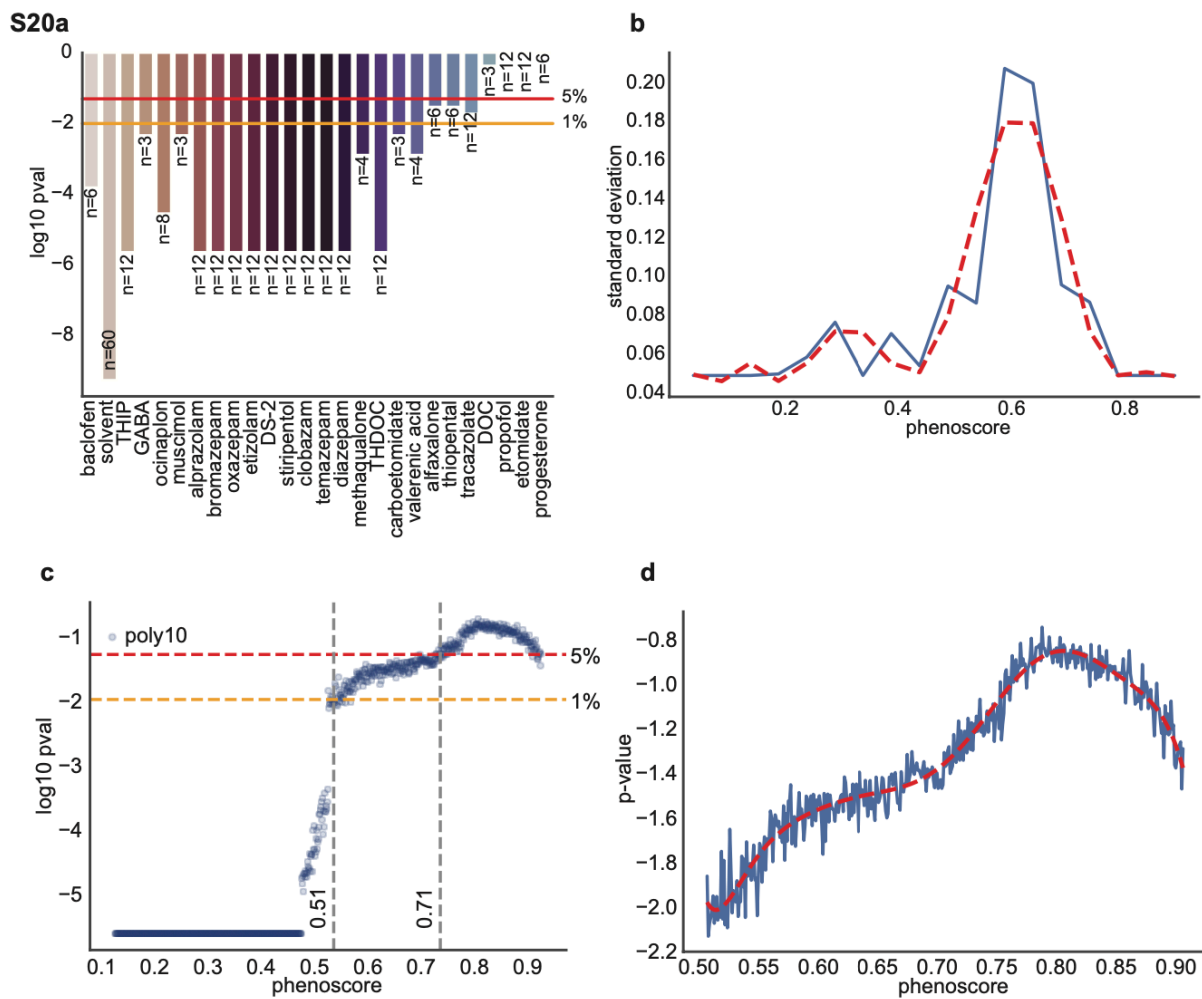 S20a
0
−2
−4
−6
−8
log10 pval
5%
1%
n=6
n=60
n=12
n=3
n=8
n=3
n=12
n=12
n=12
n=12
n=12
n=12
n=12
n=12
n=12
n=4
n=12
n=3
n=4
n=6
n=6
n=12
n=3
n=12
n=12
n=6
baclofen
solvent
THIP
GABA
ocinaplon
muscimol
alprazolam
bromazepam
oxazepam
etizolam
DS-2
stiripentol
clobazam
temazepam
diazepam
methaqualone
THDOC
carboetomidate
valerenic acid
alfaxalone
thiopental
tracazolate
DOC
propofol
etomidate
progesterone
b
0.20
0.18
0.16
0.14
0.12
0.10
0.08
0.06
0.04
standard deviation
0.2 0.4 0.6 0.8
phenoscore
c
poly10
−1
−2
−3
−4
−5
log10 pval
5%
1%
0.51
0.71
0.1 0.2 0.3 0.4 0.5 0.6 0.7 0.8 0.9
phenoscore
d
−0.8
−1.0
−1.2
−1.4
−1.6
−1.8
−2.0
−2.2
p-value
0.50 0.55 0.60 0.65 0.70 0.75 0.80 0.85 0.90
phenoscore